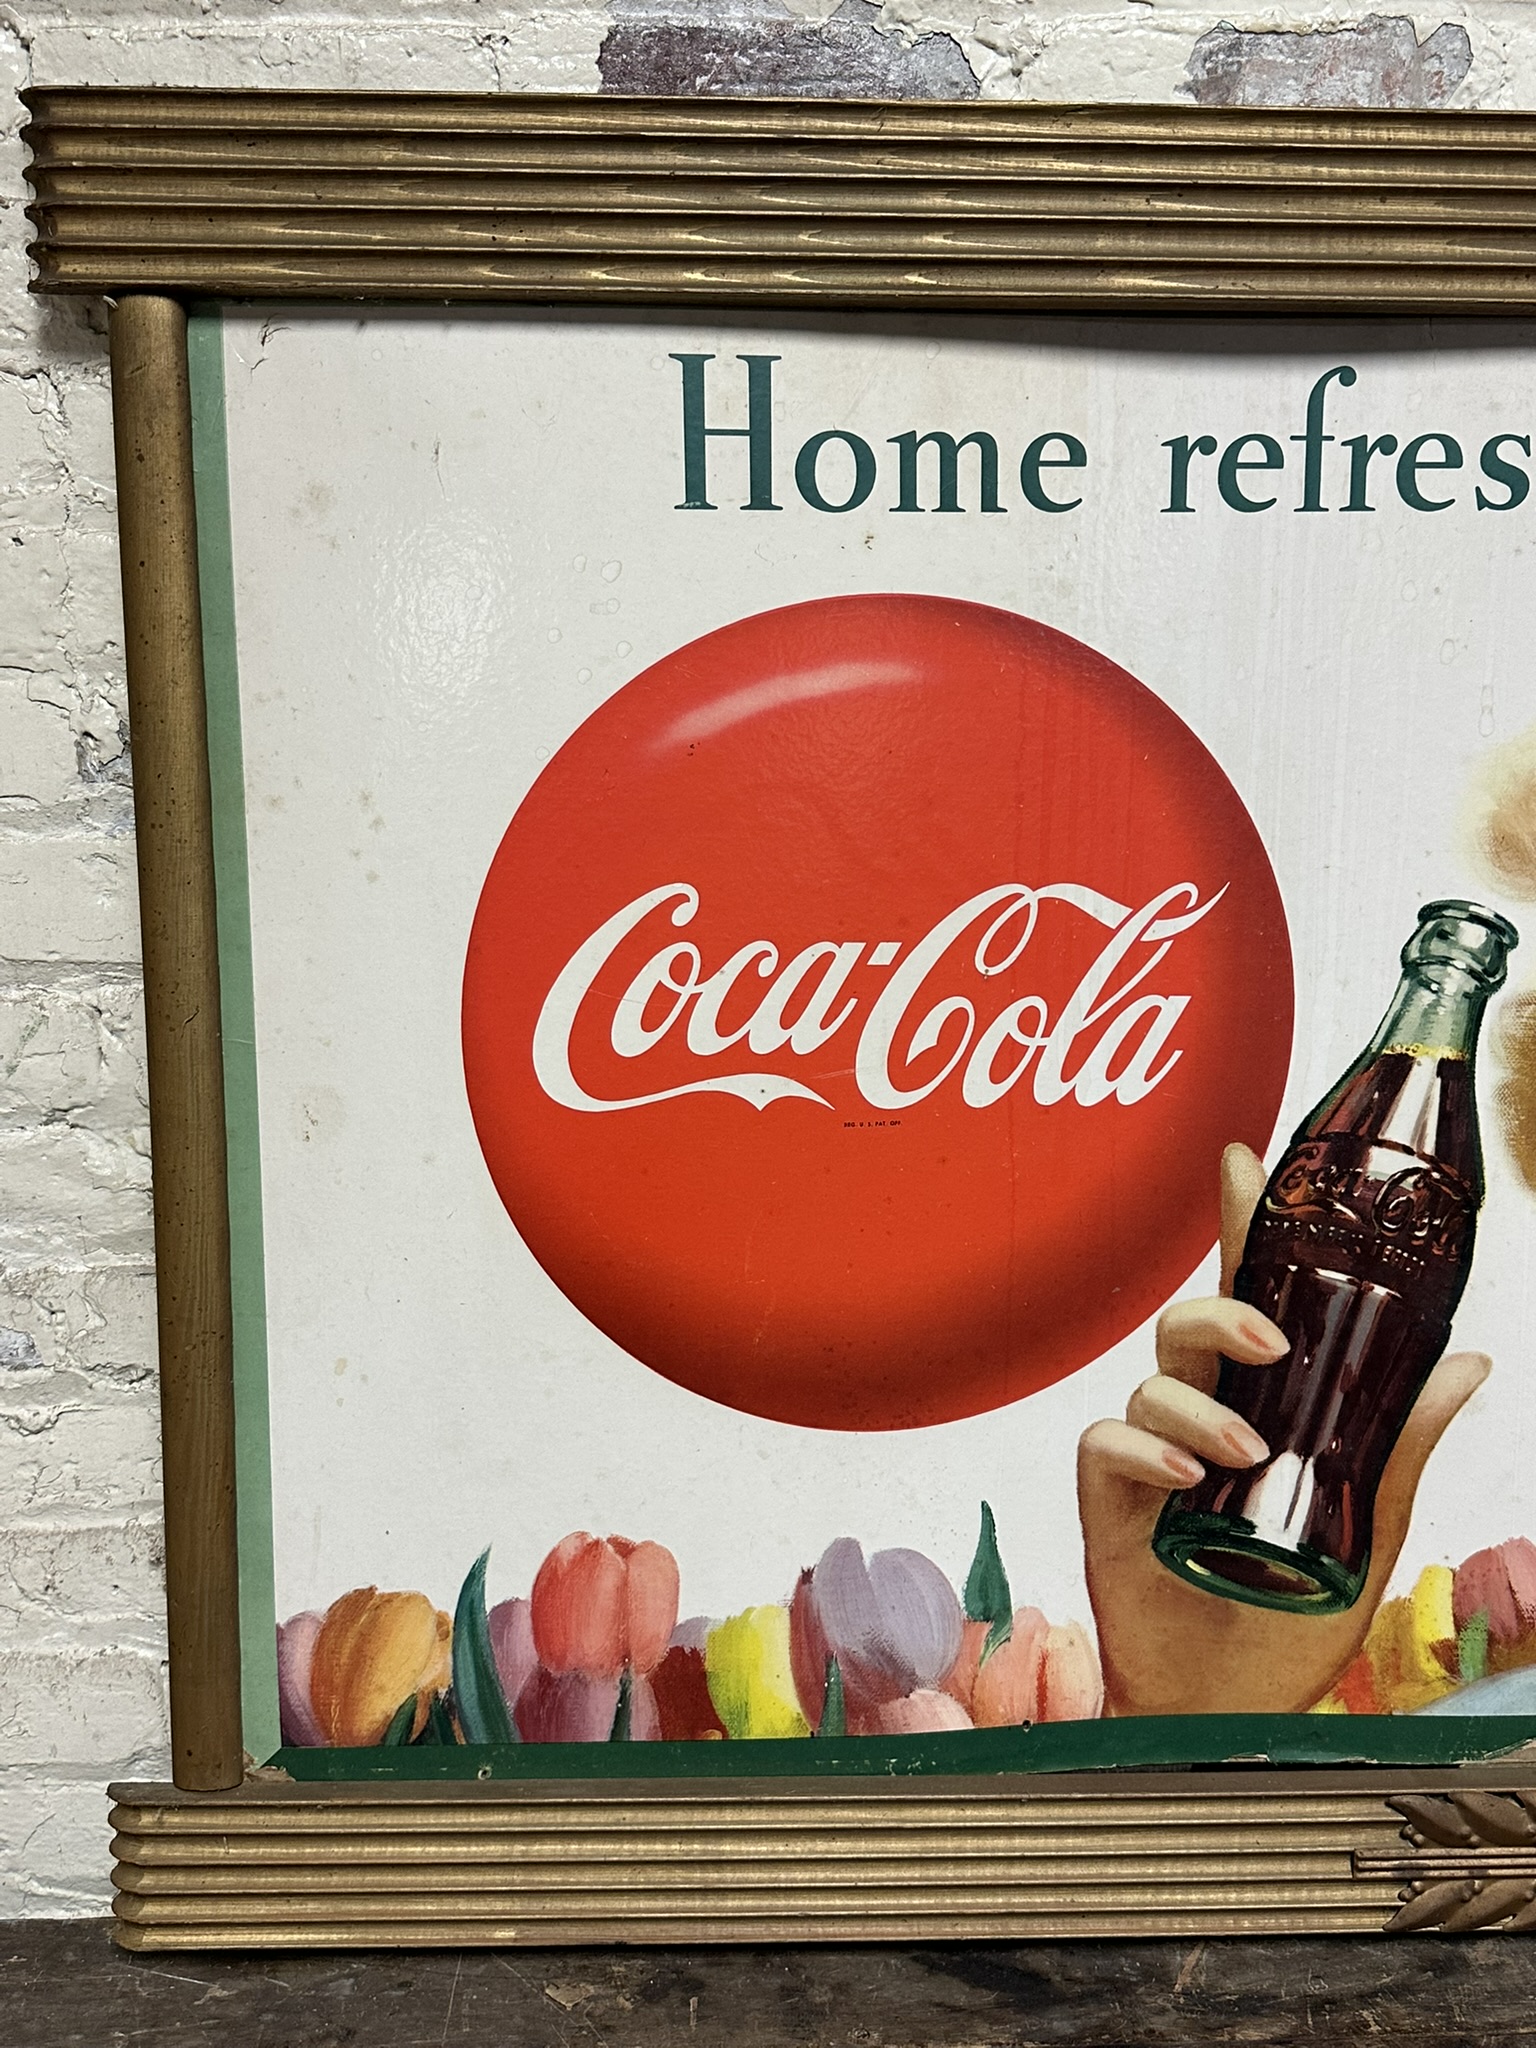 Home refres
Coca-Cola
REG. U. S. PAT. OFF.
Coca-Cola